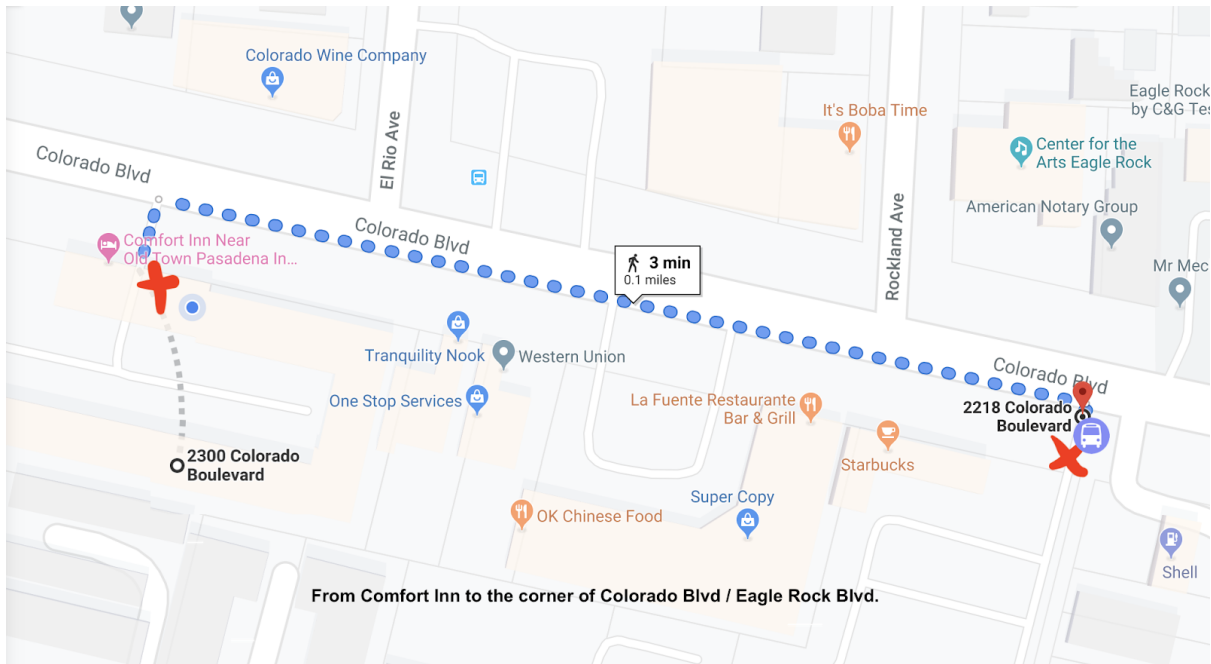 Colorado Wine Company
It's Boba Time
Eagle Rock
by C&G Tes
El Rio Ave
Colorado Blvd
Center for the
Arts Eagle Rock
American Notary Group
Rockland Ave
Colorado Blvd
Comfort Inn Near
Old Town Pasadena In...
3 min
0.1 miles
Mr Mec
Tranquility Nook
Western Union
Colorado Blvd
One Stop Services
La Fuente Restaurante
Bar & Grill
2218 Colorado
Boulevard
Starbucks
2300 Colorado
Boulevard
Super Copy
OK Chinese Food
Shell
From Comfort Inn to the corner of Colorado Blvd / Eagle Rock Blvd.